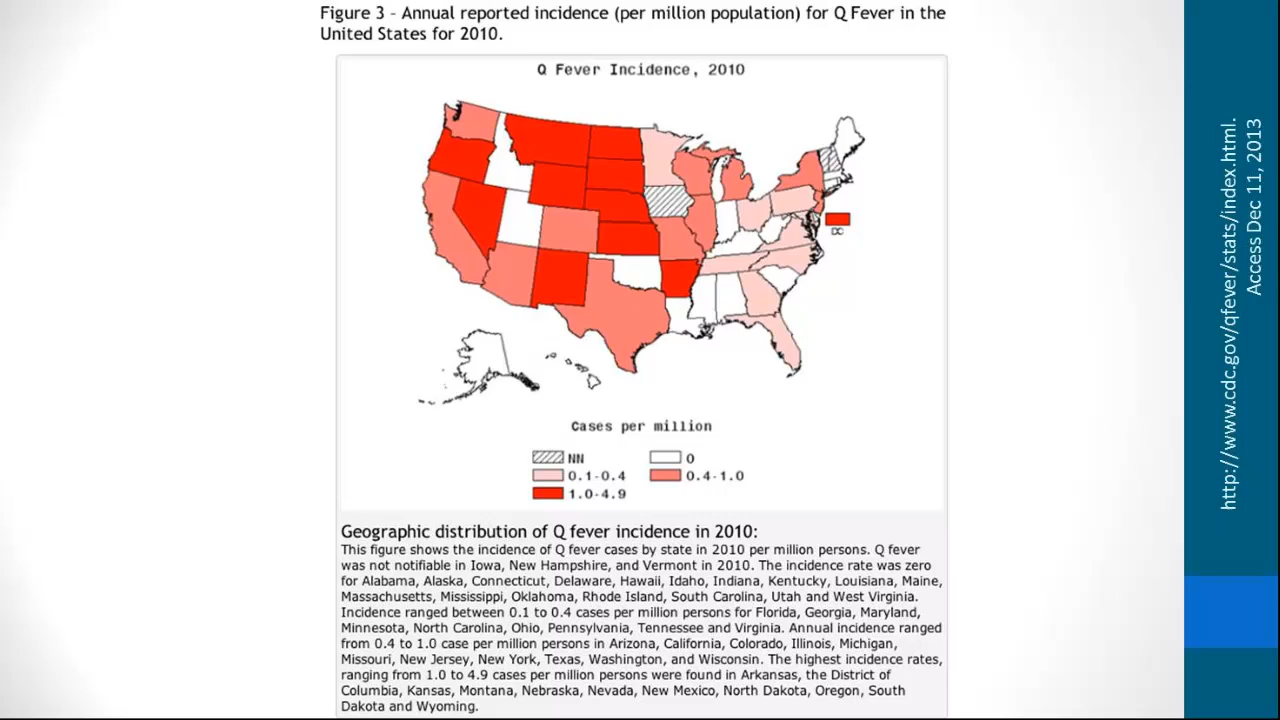 Figure 3 – Annual reported incidence (per million population) for Q Fever in the
United States for 2010.
Q Fever Incidence, 2010
DC
Cases per million
NN
0
0.1-0.4
0.4-1.0
1.0-4.9
Geographic distribution of Q fever incidence in 2010:
This figure shows the incidence of Q fever cases by state in 2010 per million persons. Q fever
was not notifiable in Iowa, New Hampshire, and Vermont in 2010. The incidence rate was zero
for Alabama, Alaska, Connecticut, Delaware, Hawaii, Idaho, Indiana, Kentucky, Louisiana, Maine,
Massachusetts, Mississippi, Oklahoma, Rhode Island, South Carolina, Utah and West Virginia.
Incidence ranged between 0.1 to 0.4 cases per million persons for Florida, Georgia, Maryland,
Minnesota, North Carolina, Ohio, Pennsylvania, Tennessee and Virginia. Annual incidence ranged
from 0.4 to 1.0 case per million persons in Arizona, California, Colorado, Illinois, Michigan,
Missouri, New Jersey, New York, Texas, Washington, and Wisconsin. The highest incidence rates,
ranging from 1.0 to 4.9 cases per million persons were found in Arkansas, the District of
Columbia, Kansas, Montana, Nebraska, Nevada, New Mexico, North Dakota, Oregon, South
Dakota and Wyoming.
http://www.cdc.gov/qfever/stats/index.html.
Access Dec 11, 2013